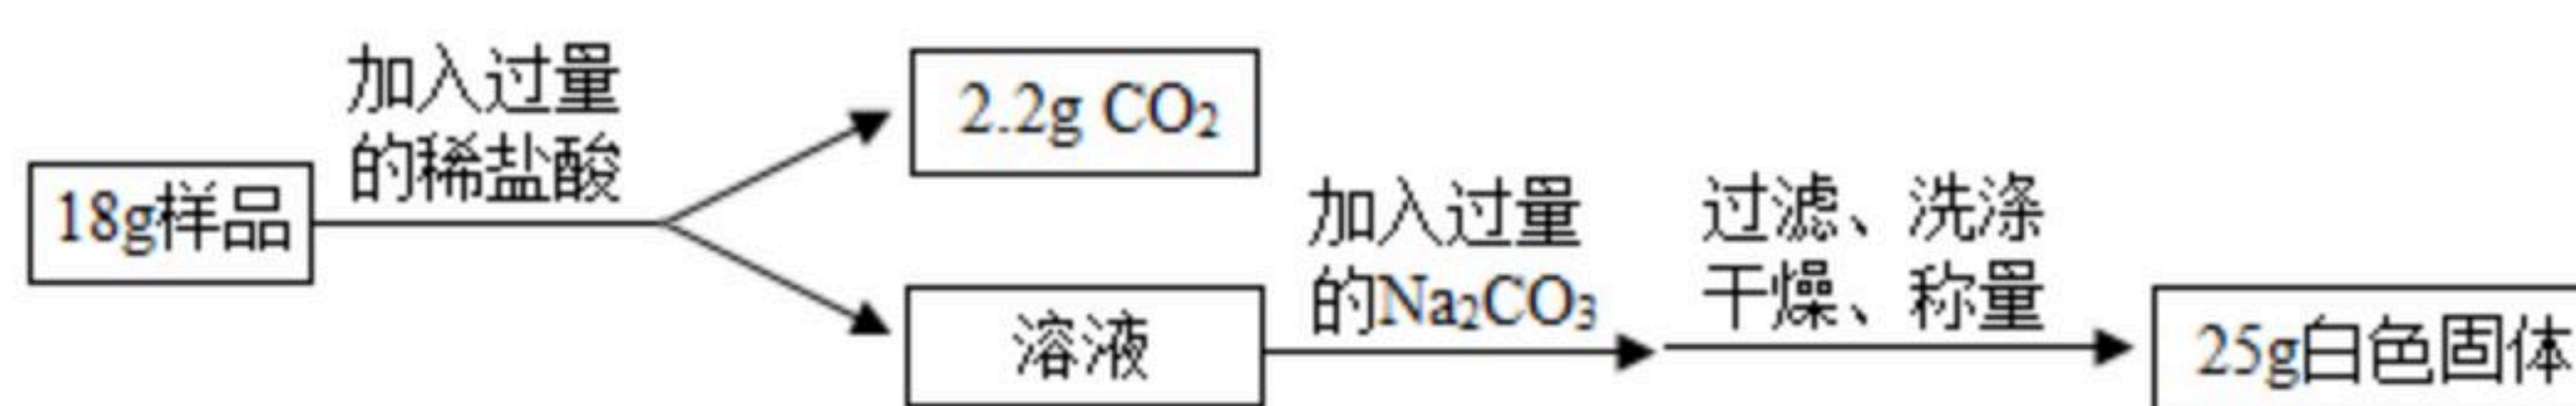 18g样品
加入过量
的稀盐酸
2.2g CO₂
溶液
加入过量
的Na₂CO₃
过滤、洗涤
干燥、称量
25g白色固体